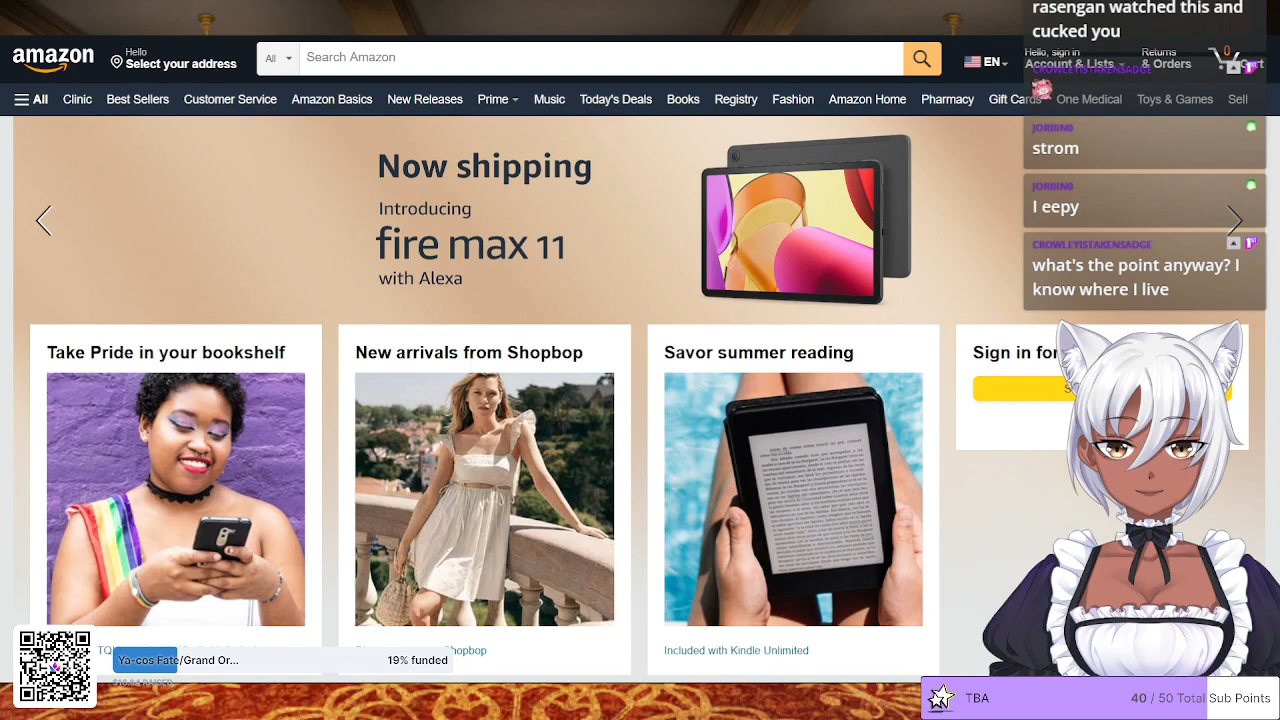 rasengan watched this and
cucked you
amazon
Hello
Select your address
All
Search Amazon
EN
Hello, sign in
Account & Lists
Returns
& Orders
0
Cart
All
Clinic
Best Sellers
Customer Service
Amazon Basics
New Releases
Prime
Music
Today's Deals
Books
Registry
Fashion
Amazon Home
Pharmacy
Gift Cards
One Medical
Toys & Games
Sell
CROWLEYISTAKENSADGE
JORBIN0
strom
JORBIN0
I eepy
CROWLEYISTAKENSADGE
what's the point anyway? I
know where I live
Now shipping
Introducing
fire max 11
with Alexa
Take Pride in your bookshelf
New arrivals from Shopbop
Savor summer reading
Sign in for
Shopbop
Included with Kindle Unlimited
Ya-cos Fate/Grand Or...
19% funded
TBA
40 / 50 Total Sub Points